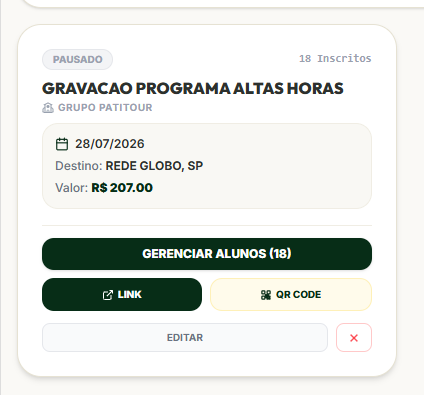 PAUSADO
18 Inscritos
GRAVACAO PROGRAMA ALTAS HORAS
GRUPO PATITOUR
28/07/2026
Destino: REDE GLOBO, SP
Valor: R$ 207.00
GERENCIAR ALUNOS (18)
LINK
QR CODE
EDITAR